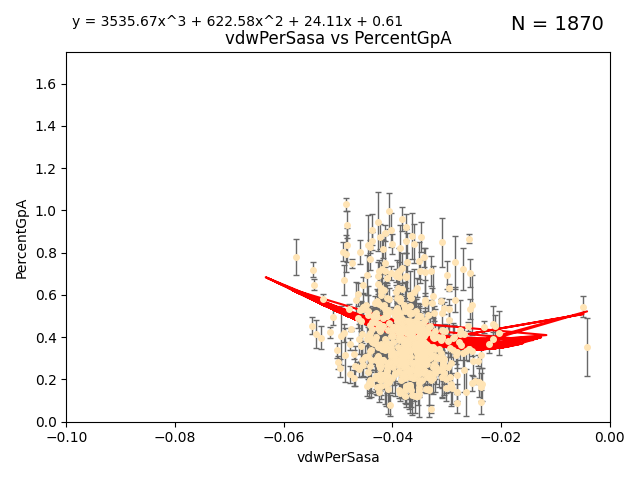 y = 3535.67x^3 + 622.58x^2 + 24.11x + 0.61
N = 1870
vdwPerSasa vs PercentGpA
1.6
1.4
1.2
1.0
0.8
0.6
0.4
0.2
0.0
PercentGpA
−0.10 −0.08 −0.06 −0.04 −0.02 0.00
vdwPerSasa